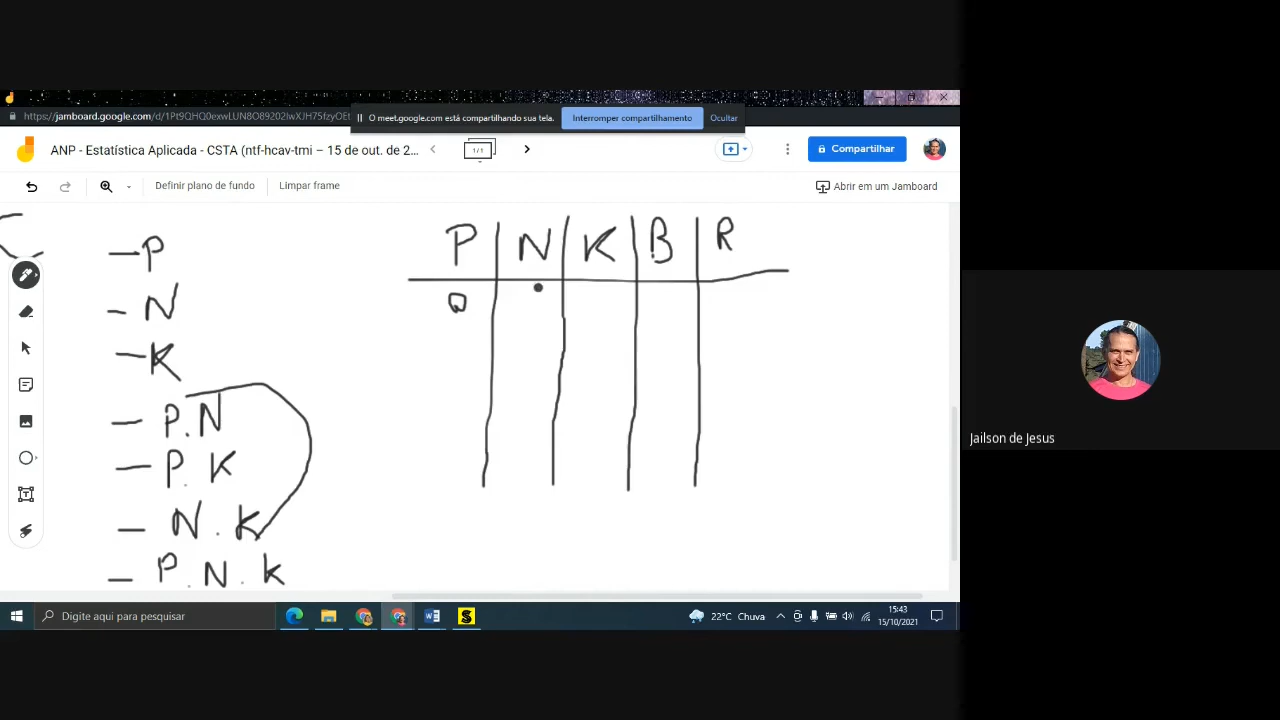 https://jamboard.google.com/d/1Pt9QHQ0exwLUN8O89202IwXJH75fzyOEt
O meet.google.com está compartilhando sua tela.
Interromper compartilhamento
Ocultar
ANP - Estatística Aplicada - CSTA (ntf-hcav-tmi – 15 de out. de 2...
1/1
Compartilhar
Definir plano de fundo
Limpar frame
Abrir em um Jamboard
P N K B R
0
- P
- N
- K
- P.N
- P.K
- N.K
- P.N.K
Jailson de Jesus
Digite aqui para pesquisar
22°C Chuva
15:43
15/10/2021